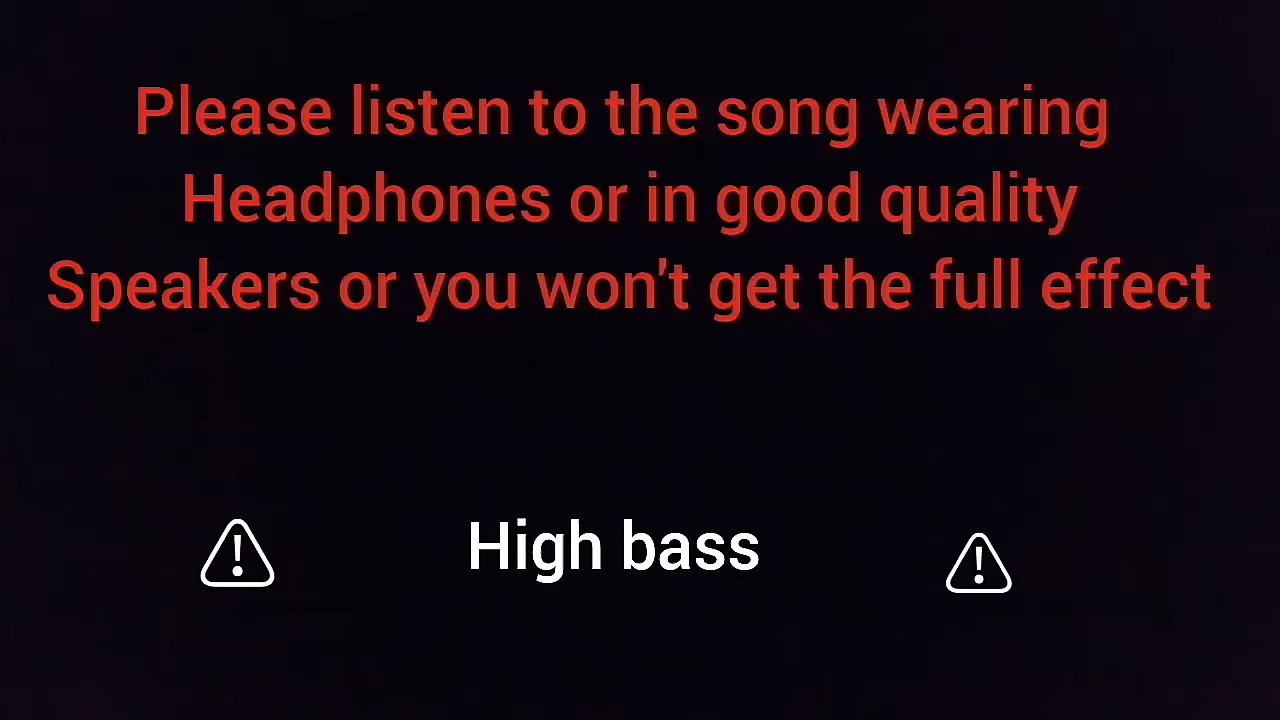 Please listen to the song wearing
Headphones or in good quality
Speakers or you won't get the full effect
High bass